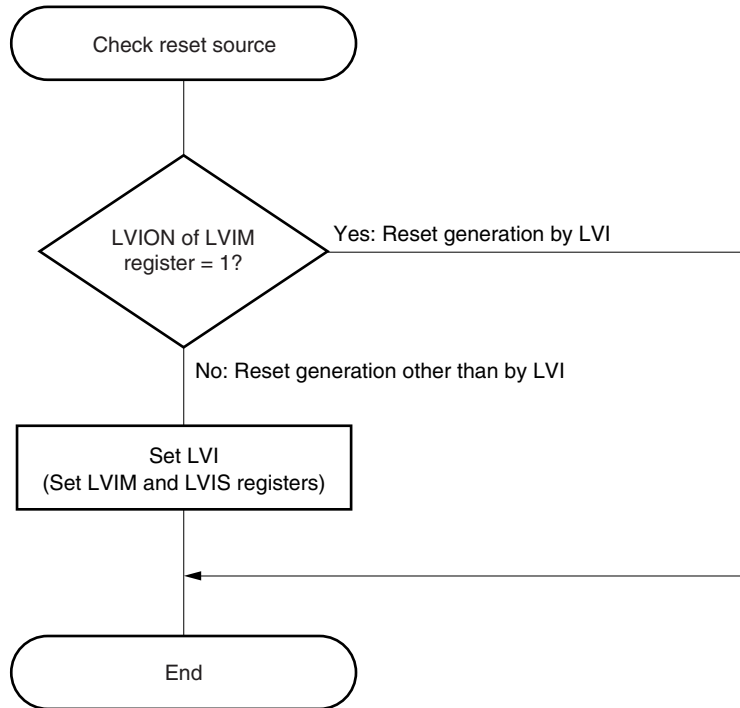 Check reset source
LVION of LVIM
register = 1?
Yes: Reset generation by LVI
No: Reset generation other than by LVI
Set LVI
(Set LVIM and LVIS registers)
End